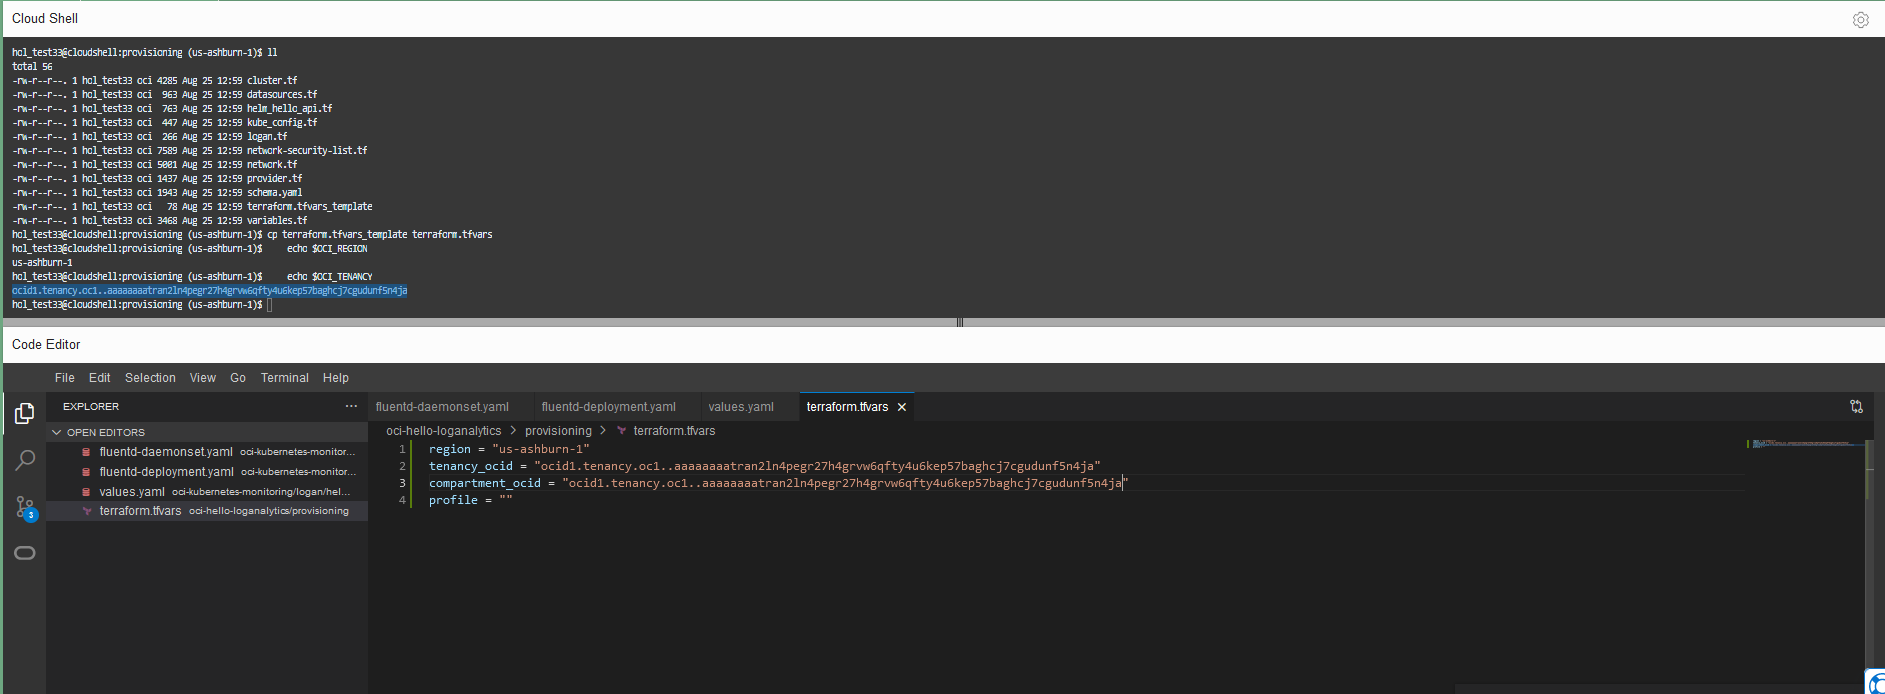 Cloud Shell
hol_test33@cloudshell:provisioning (us-ashburn-1)$ ll
total 56
-rw-r--r--. 1 hol_test33 oci 4285 Aug 25 12:59 cluster.tf
-rw-r--r--. 1 hol_test33 oci  963 Aug 25 12:59 datasources.tf
-rw-r--r--. 1 hol_test33 oci  763 Aug 25 12:59 helm_hello_api.tf
-rw-r--r--. 1 hol_test33 oci  447 Aug 25 12:59 kube_config.tf
-rw-r--r--. 1 hol_test33 oci  266 Aug 25 12:59 logan.tf
-rw-r--r--. 1 hol_test33 oci 7589 Aug 25 12:59 network-security-list.tf
-rw-r--r--. 1 hol_test33 oci 5001 Aug 25 12:59 network.tf
-rw-r--r--. 1 hol_test33 oci 1437 Aug 25 12:59 provider.tf
-rw-r--r--. 1 hol_test33 oci 1943 Aug 25 12:59 schema.yaml
-rw-r--r--. 1 hol_test33 oci   78 Aug 25 12:59 terraform.tfvars_template
-rw-r--r--. 1 hol_test33 oci 3468 Aug 25 12:59 variables.tf
hol_test33@cloudshell:provisioning (us-ashburn-1)$ cp terraform.tfvars_template terraform.tfvars
hol_test33@cloudshell:provisioning (us-ashburn-1)$     echo $OCI_REGION
us-ashburn-1
hol_test33@cloudshell:provisioning (us-ashburn-1)$     echo $OCI_TENANCY
ocid1.tenancy.oc1..aaaaaaaatran2ln4pegr27h4grvw6qfty4u6kep57baghcj7cgudunf5n4ja
hol_test33@cloudshell:provisioning (us-ashburn-1)$
Code Editor
File Edit Selection View Go Terminal Help
EXPLORER ···
OPEN EDITORS
fluentd-daemonset.yaml oci-kubernetes-monitor...
fluentd-deployment.yaml oci-kubernetes-monitor...
values.yaml oci-kubernetes-monitoring/logan/hel...
terraform.tfvars oci-hello-loganalytics/provisioning
3
fluentd-daemonset.yaml fluentd-deployment.yaml values.yaml terraform.tfvars
oci-hello-loganalytics > provisioning > terraform.tfvars
1 region = "us-ashburn-1"
2 tenancy_ocid = "ocid1.tenancy.oc1..aaaaaaaatran2ln4pegr27h4grvw6qfty4u6kep57baghcj7cgudunf5n4ja"
3 compartment_ocid = "ocid1.tenancy.oc1..aaaaaaaatran2ln4pegr27h4grvw6qfty4u6kep57baghcj7cgudunf5n4ja"
4 profile = ""